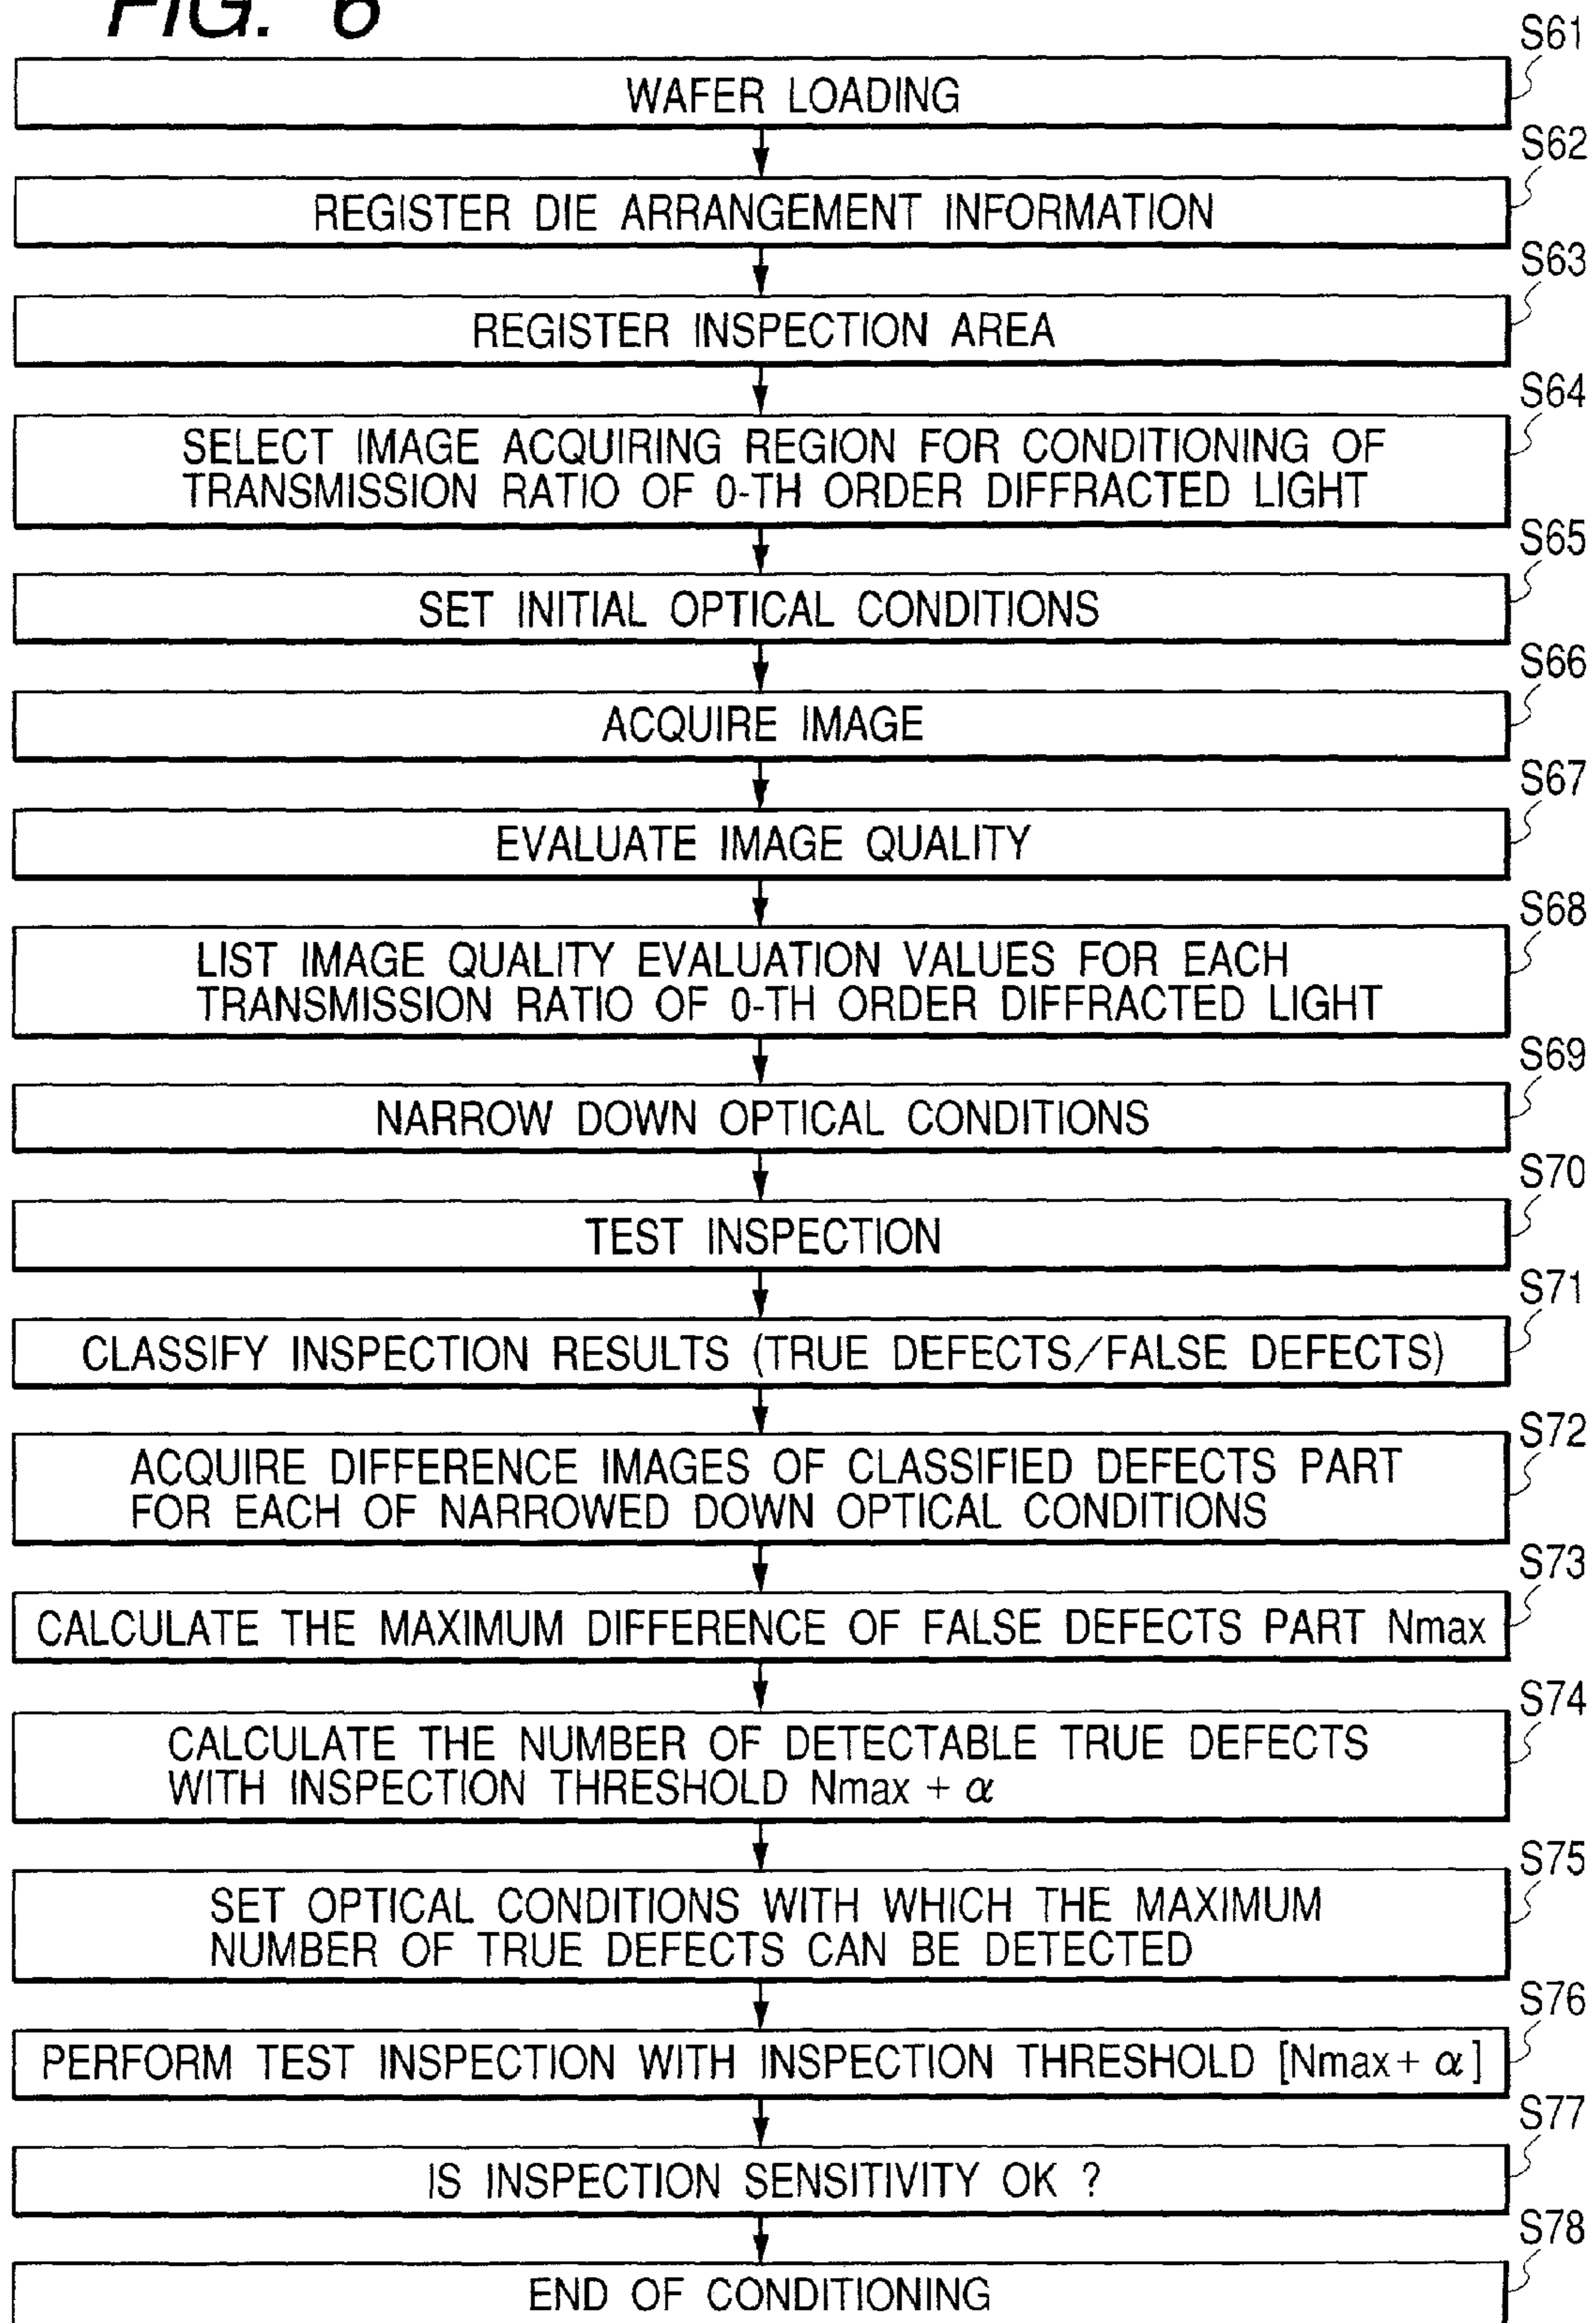 FIG. 6
S61
WAFER LOADING
S62
REGISTER DIE ARRANGEMENT INFORMATION
S63
REGISTER INSPECTION AREA
S64
SELECT IMAGE ACQUIRING REGION FOR CONDITIONING OF
TRANSMISSION RATIO OF 0-TH ORDER DIFFRACTED LIGHT
S65
SET INITIAL OPTICAL CONDITIONS
S66
ACQUIRE IMAGE
S67
EVALUATE IMAGE QUALITY
S68
LIST IMAGE QUALITY EVALUATION VALUES FOR EACH
TRANSMISSION RATIO OF 0-TH ORDER DIFFRACTED LIGHT
S69
NARROW DOWN OPTICAL CONDITIONS
S70
TEST INSPECTION
S71
CLASSIFY INSPECTION RESULTS (TRUE DEFECTS/FALSE DEFECTS)
S72
ACQUIRE DIFFERENCE IMAGES OF CLASSIFIED DEFECTS PART
FOR EACH OF NARROWED DOWN OPTICAL CONDITIONS
S73
CALCULATE THE MAXIMUM DIFFERENCE OF FALSE DEFECTS PART Nmax
S74
CALCULATE THE NUMBER OF DETECTABLE TRUE DEFECTS
WITH INSPECTION THRESHOLD Nmax + α
S75
SET OPTICAL CONDITIONS WITH WHICH THE MAXIMUM
NUMBER OF TRUE DEFECTS CAN BE DETECTED
S76
PERFORM TEST INSPECTION WITH INSPECTION THRESHOLD [Nmax + α]
S77
IS INSPECTION SENSITIVITY OK ?
S78
END OF CONDITIONING